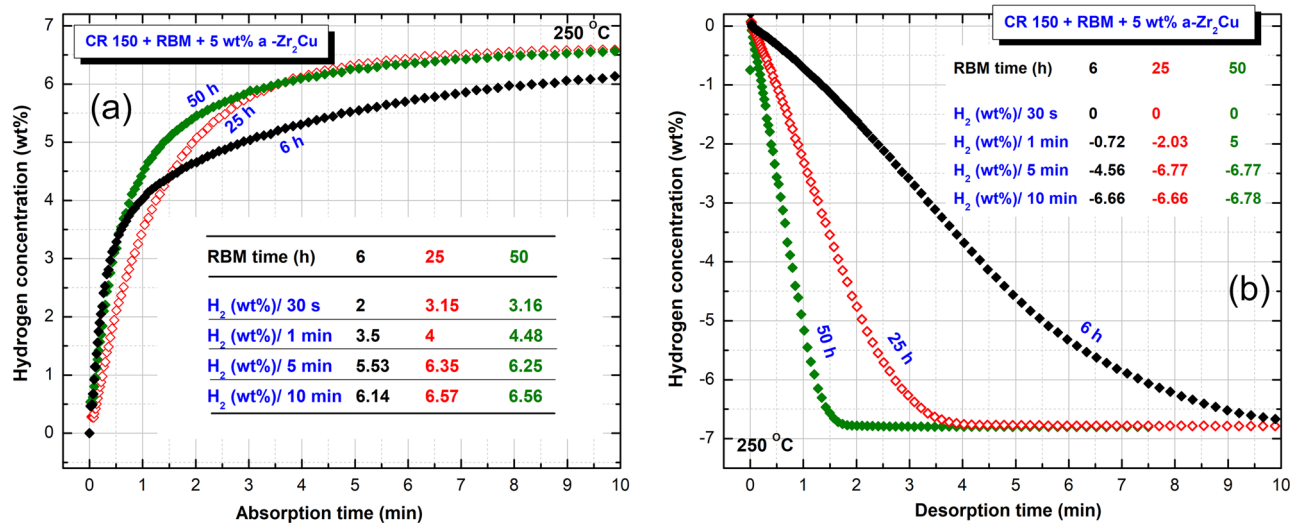 CR 150 + RBM + 5 wt% a -Zr₂Cu
250 °C
(a)
50 h
25 h
6 h
RBM time (h) 6 25 50
H₂ (wt%)/ 30 s 2 3.15 3.16
H₂ (wt%)/ 1 min 3.5 4 4.48
H₂ (wt%)/ 5 min 5.53 6.35 6.25
H₂ (wt%)/ 10 min 6.14 6.57 6.56
Hydrogen concentration (wt%)
7
6
5
4
3
2
1
0
0 1 2 3 4 5 6 7 8 9 10
Absorption time (min)
CR 150 + RBM + 5 wt% a-Zr₂Cu
RBM time (h) 6 25 50
H₂ (wt%)/ 30 s 0 0 0
H₂ (wt%)/ 1 min -0.72 -2.03 5
H₂ (wt%)/ 5 min -4.56 -6.77 -6.77
H₂ (wt%)/ 10 min -6.66 -6.66 -6.78
(b)
50 h
25 h
6 h
250 °C
Hydrogen concentration (wt%)
0
-1
-2
-3
-4
-5
-6
-7
0 1 2 3 4 5 6 7 8 9 10
Desorption time (min)